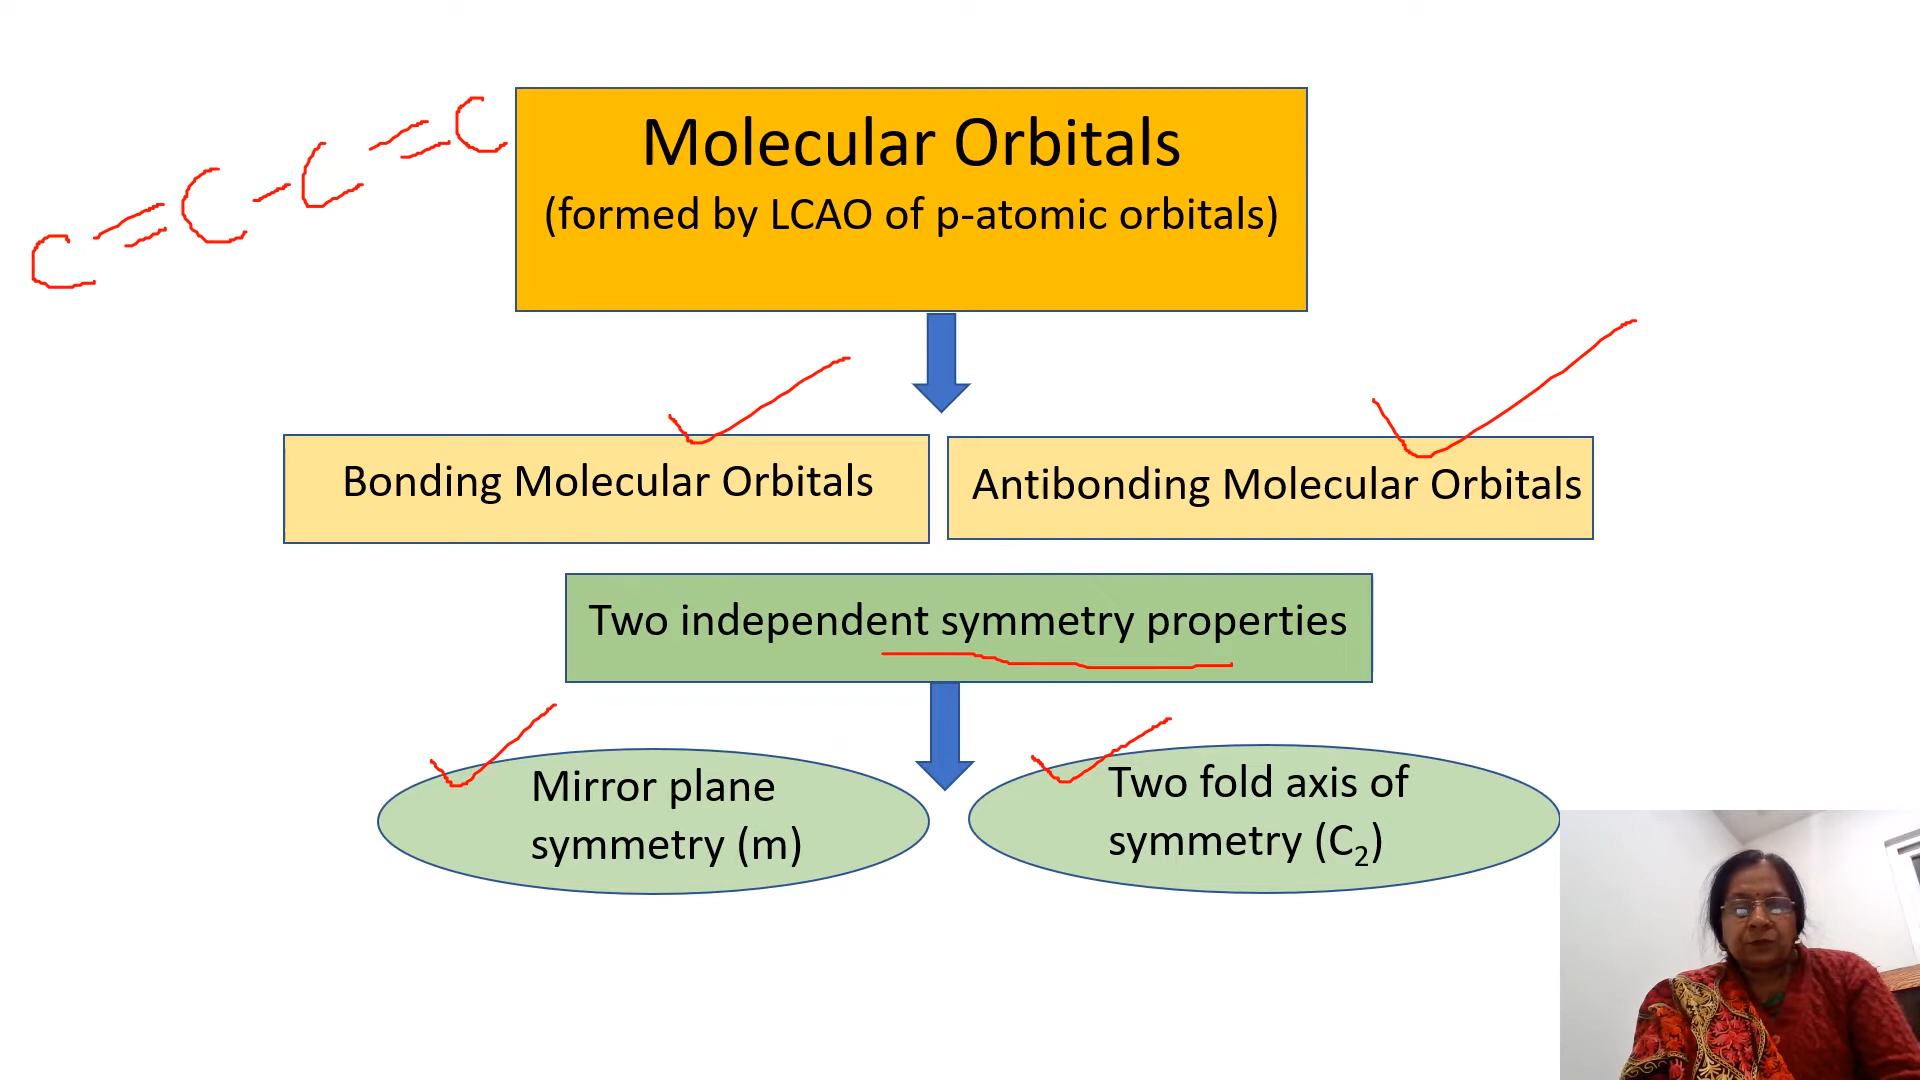 C=C-C=C
Molecular Orbitals
(formed by LCAO of p-atomic orbitals)
Bonding Molecular Orbitals
Antibonding Molecular Orbitals
Two independent symmetry properties
Mirror plane
symmetry (m)
Two fold axis of
symmetry (C₂)